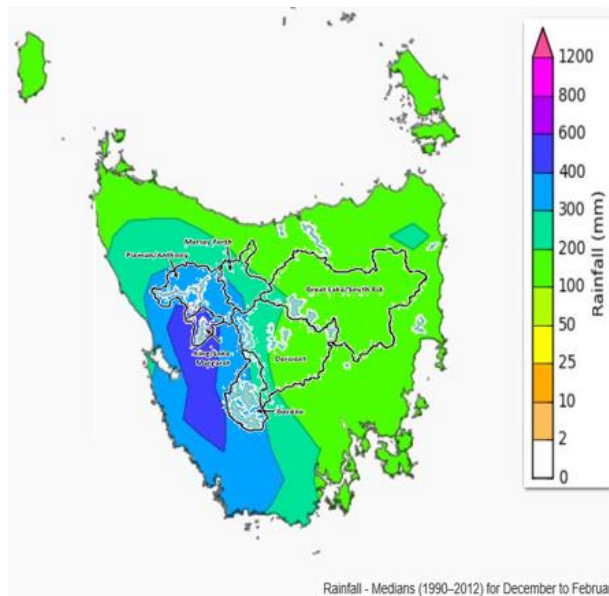 1200
800
600
400
300
200
100
50
25
10
2
0
Rainfall (mm)
Mersey Forth
Pieman/Anthony
Great Lake/South Esk
King/Lake
Margaret
Derwent
Gordon
Rainfall - Medians (1990–2012) for December to Februa